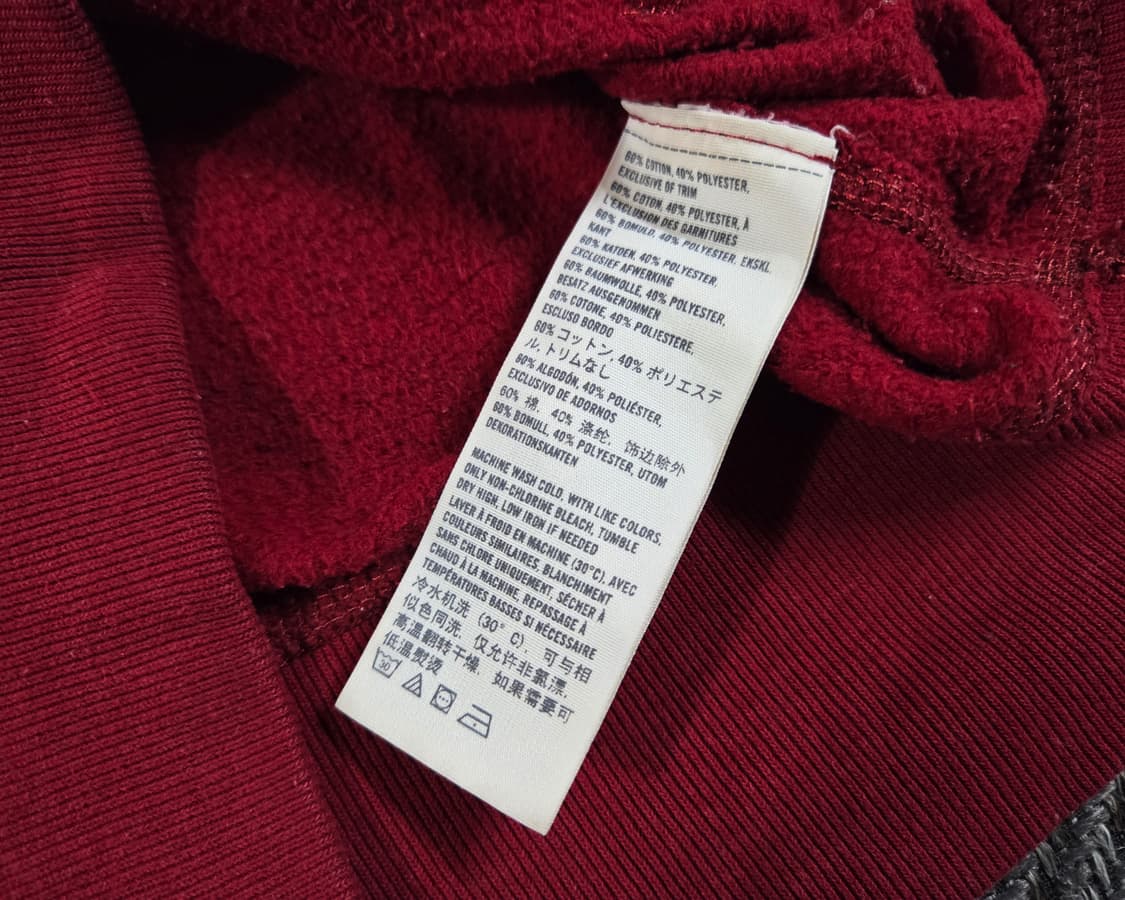 60% COTTON, 40% POLYESTER,
EXCLUSIVE OF TRIM
60% COTON, 40% POLYESTER, À
L'EXCLUSION DES GARNITURES
60% BOMULD, 40% POLYESTER, EKSKL.
KANT
60% KATOEN, 40% POLYESTER,
EXCLUSIEF AFWERKING
60% BAUMWOLLE, 40% POLYESTER,
BESATZ AUSGENOMMEN
60% COTONE, 40% POLIESTERE,
ESCLUSO BORDO
60% コットン, 40% ポリエステ
ル, トリムなし
60% ALGODÓN, 40% POLIÉSTER,
EXCLUSIVO DE ADORNOS
60% 棉, 40% 涤纶, 饰边除外
60% BOMULL, 40% POLYESTER, UTOM
DEKORATIONSKANTEN
MACHINE WASH COLD, WITH LIKE COLORS,
ONLY NON-CHLORINE BLEACH, TUMBLE
DRY HIGH, LOW IRON IF NEEDED
LAVER À FROID EN MACHINE (30°C), AVEC
COULEURS SIMILAIRES, BLANCHIMENT
SANS CHLORE UNIQUEMENT, SÉCHER À
CHAUD À LA MACHINE, REPASSAGE À
TEMPÉRATURES BASSES SI NÉCESSAIRE
冷水机洗 (30° C), 可与相
似色同洗, 仅允许非氯漂,
高温翻转干燥, 如果需要可
低温熨烫
30